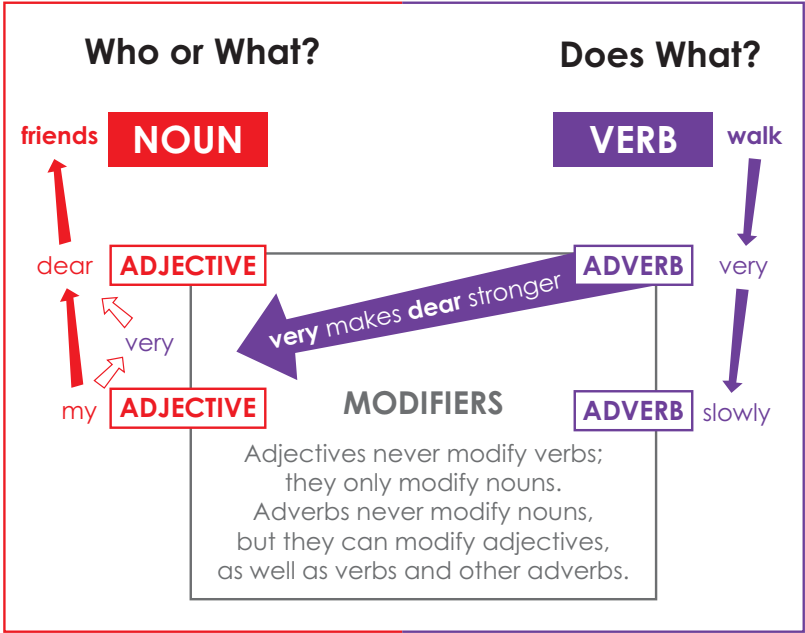 Who or What?
Does What?
friends
NOUN
VERB
walk
dear
ADJECTIVE
ADVERB
very
very makes dear stronger
very
my
ADJECTIVE
MODIFIERS
ADVERB
slowly
Adjectives never modify verbs;
they only modify nouns.
Adverbs never modify nouns,
but they can modify adjectives,
as well as verbs and other adverbs.